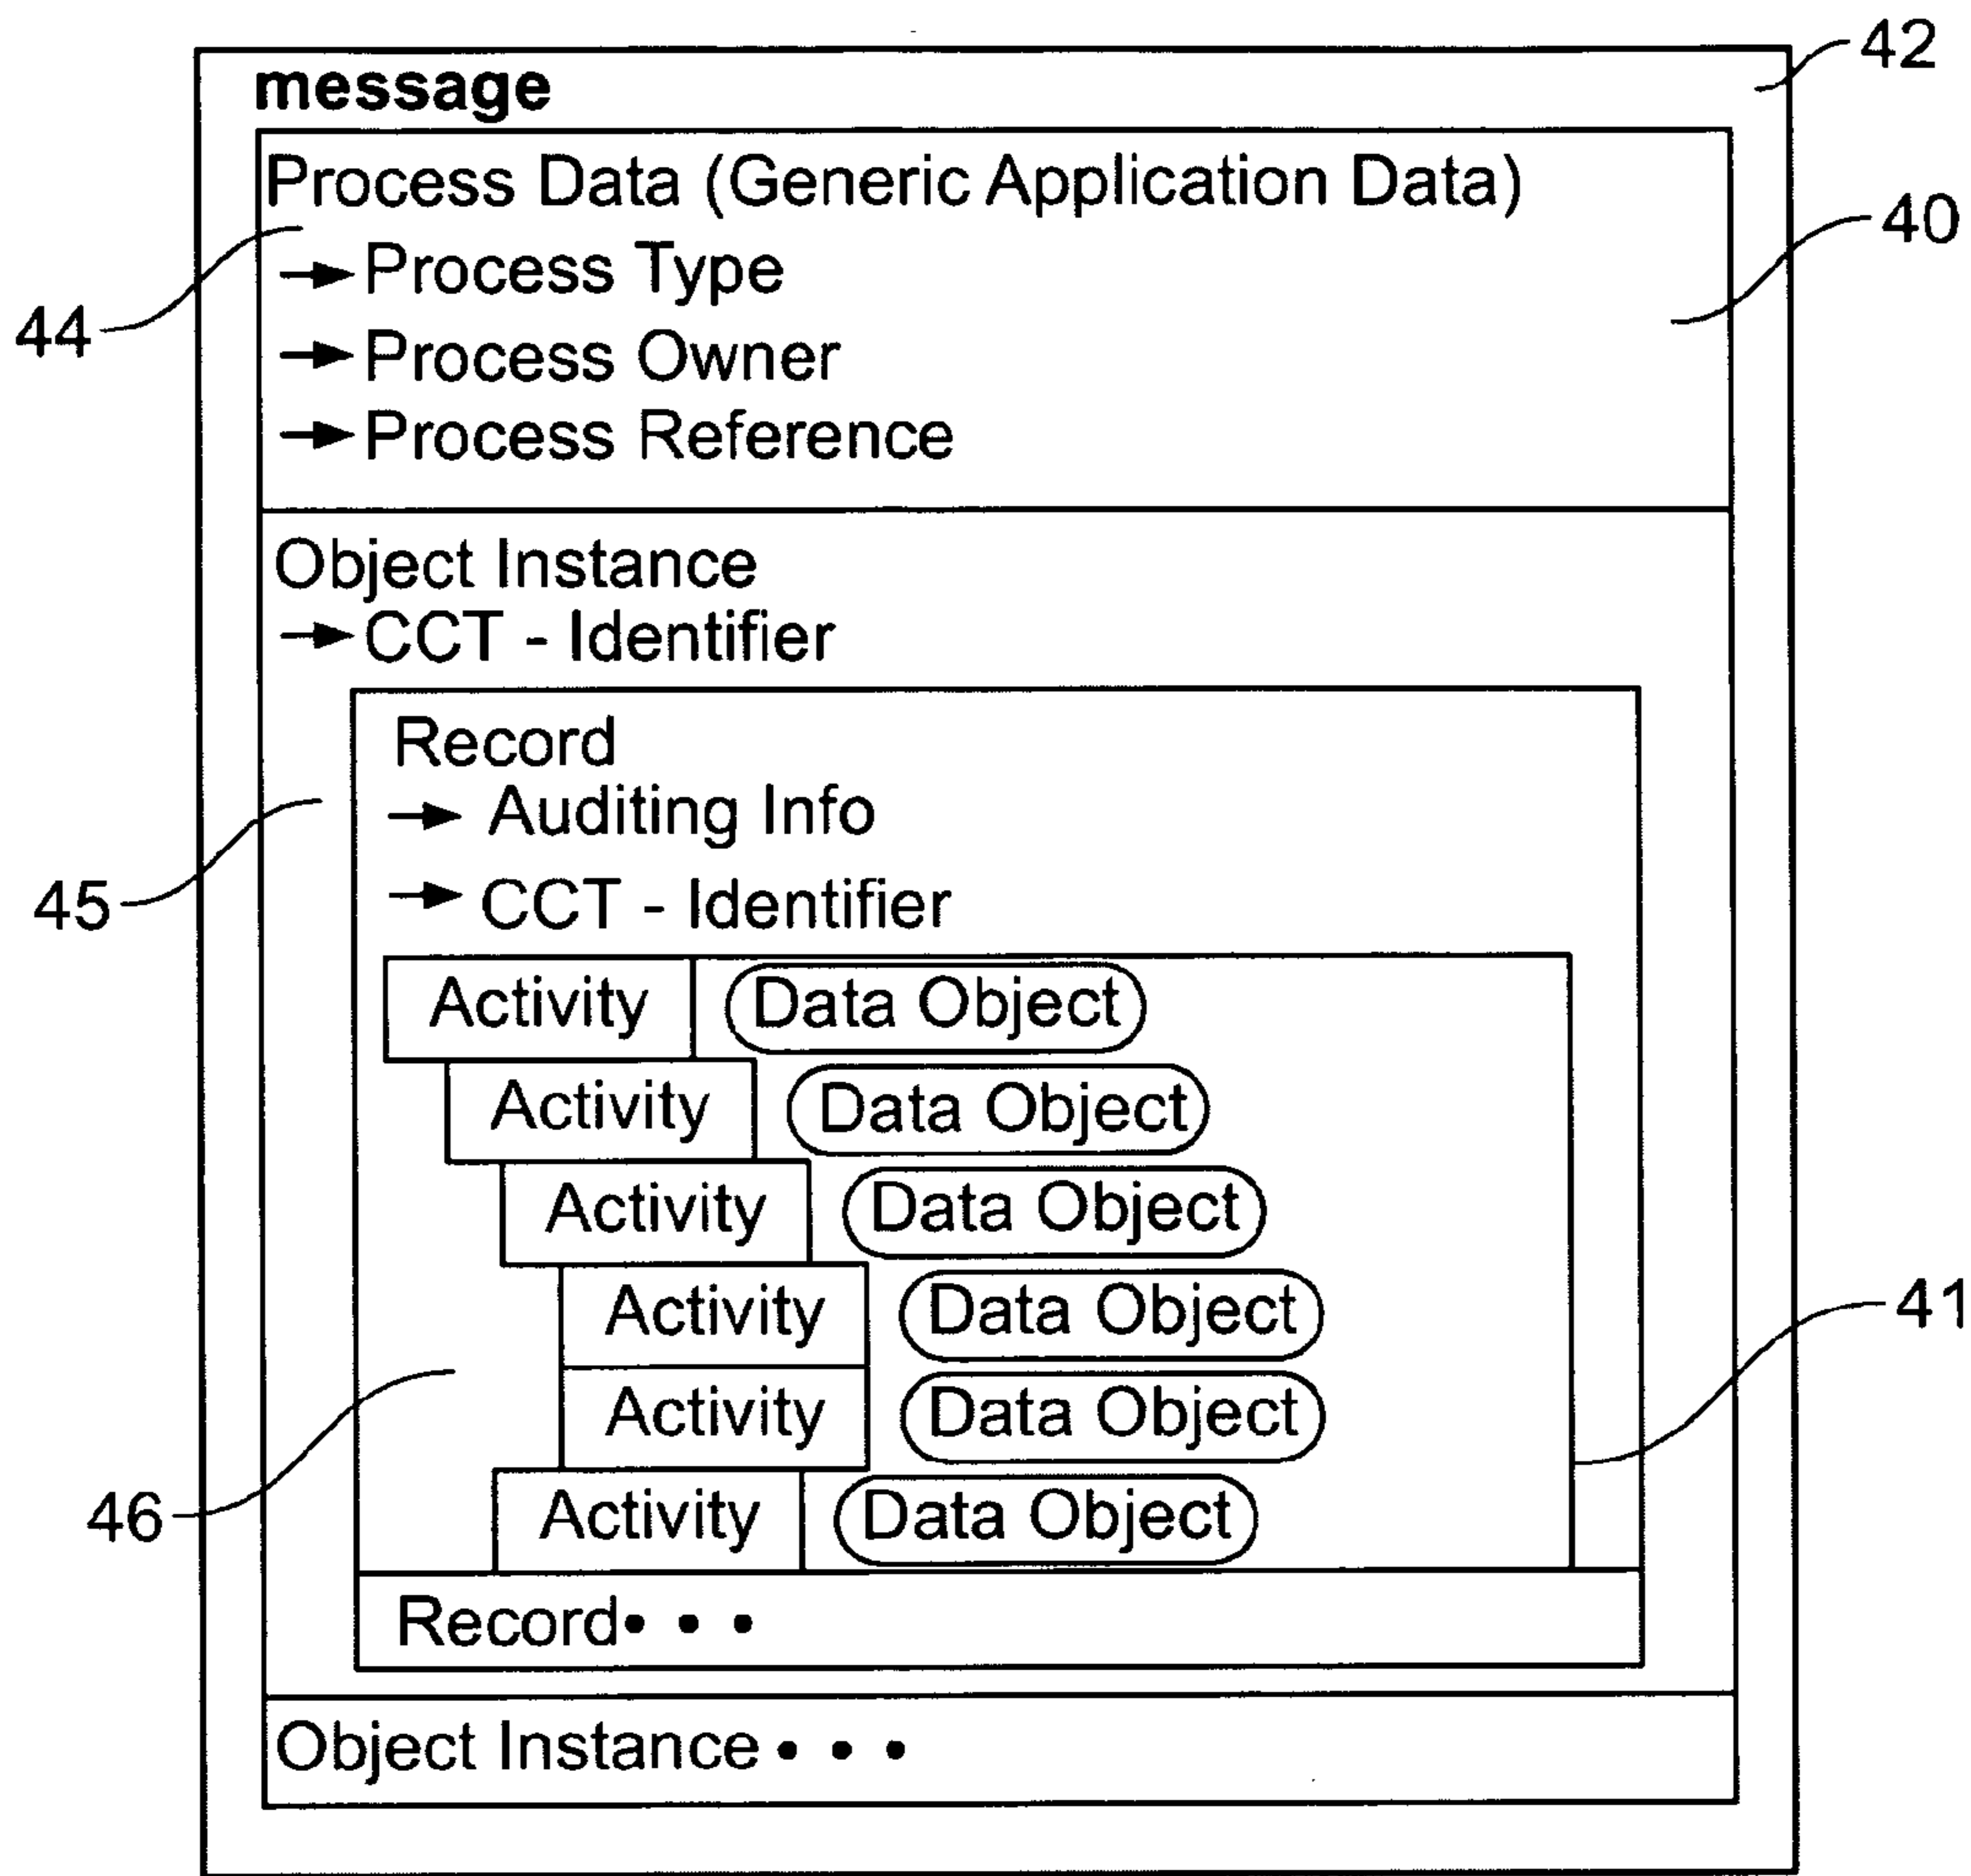 42
message
Process Data (Generic Application Data)
40
44
→ Process Type
→ Process Owner
→ Process Reference
Object Instance
→ CCT - Identifier
Record
→ Auditing Info
45
→ CCT - Identifier
Activity Data Object
Activity Data Object
Activity Data Object
Activity Data Object
41
Activity Data Object
46
Activity Data Object
Record• • •
Object Instance • • •